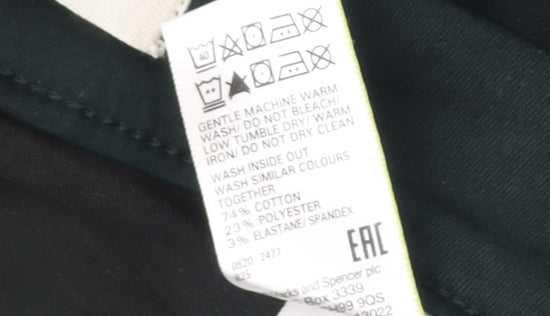 40
GENTLE MACHINE WARM
WASH/ DO NOT BLEACH/
LOW TUMBLE DRY/ WARM
IRON/ DO NOT DRY CLEAN
WASH INSIDE OUT
WASH SIMILAR COLOURS
TOGETHER
74% COTTON
23% POLYESTER
3% ELASTANE/SPANDEX
0520 2477
825
EAC
and Spencer plc
Box 3339
9QS